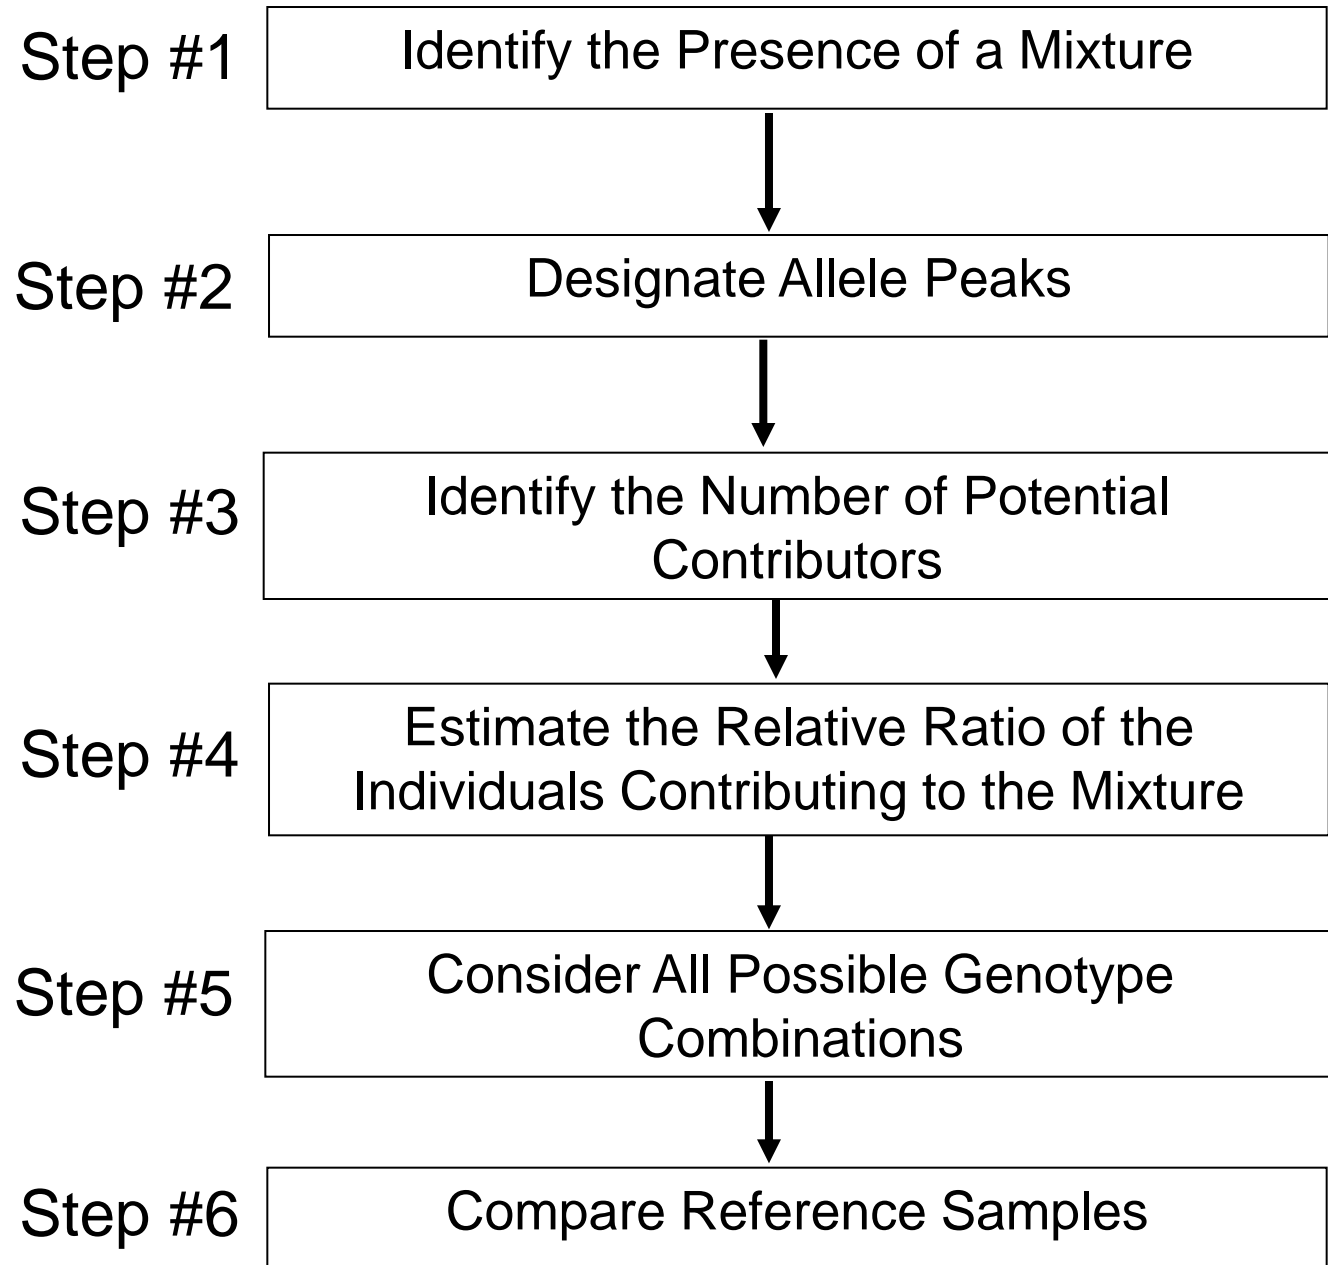 Step #1
Identify the Presence of a Mixture
Step #2
Designate Allele Peaks
Step #3
Identify the Number of Potential
Contributors
Step #4
Estimate the Relative Ratio of the
Individuals Contributing to the Mixture
Step #5
Consider All Possible Genotype
Combinations
Step #6
Compare Reference Samples